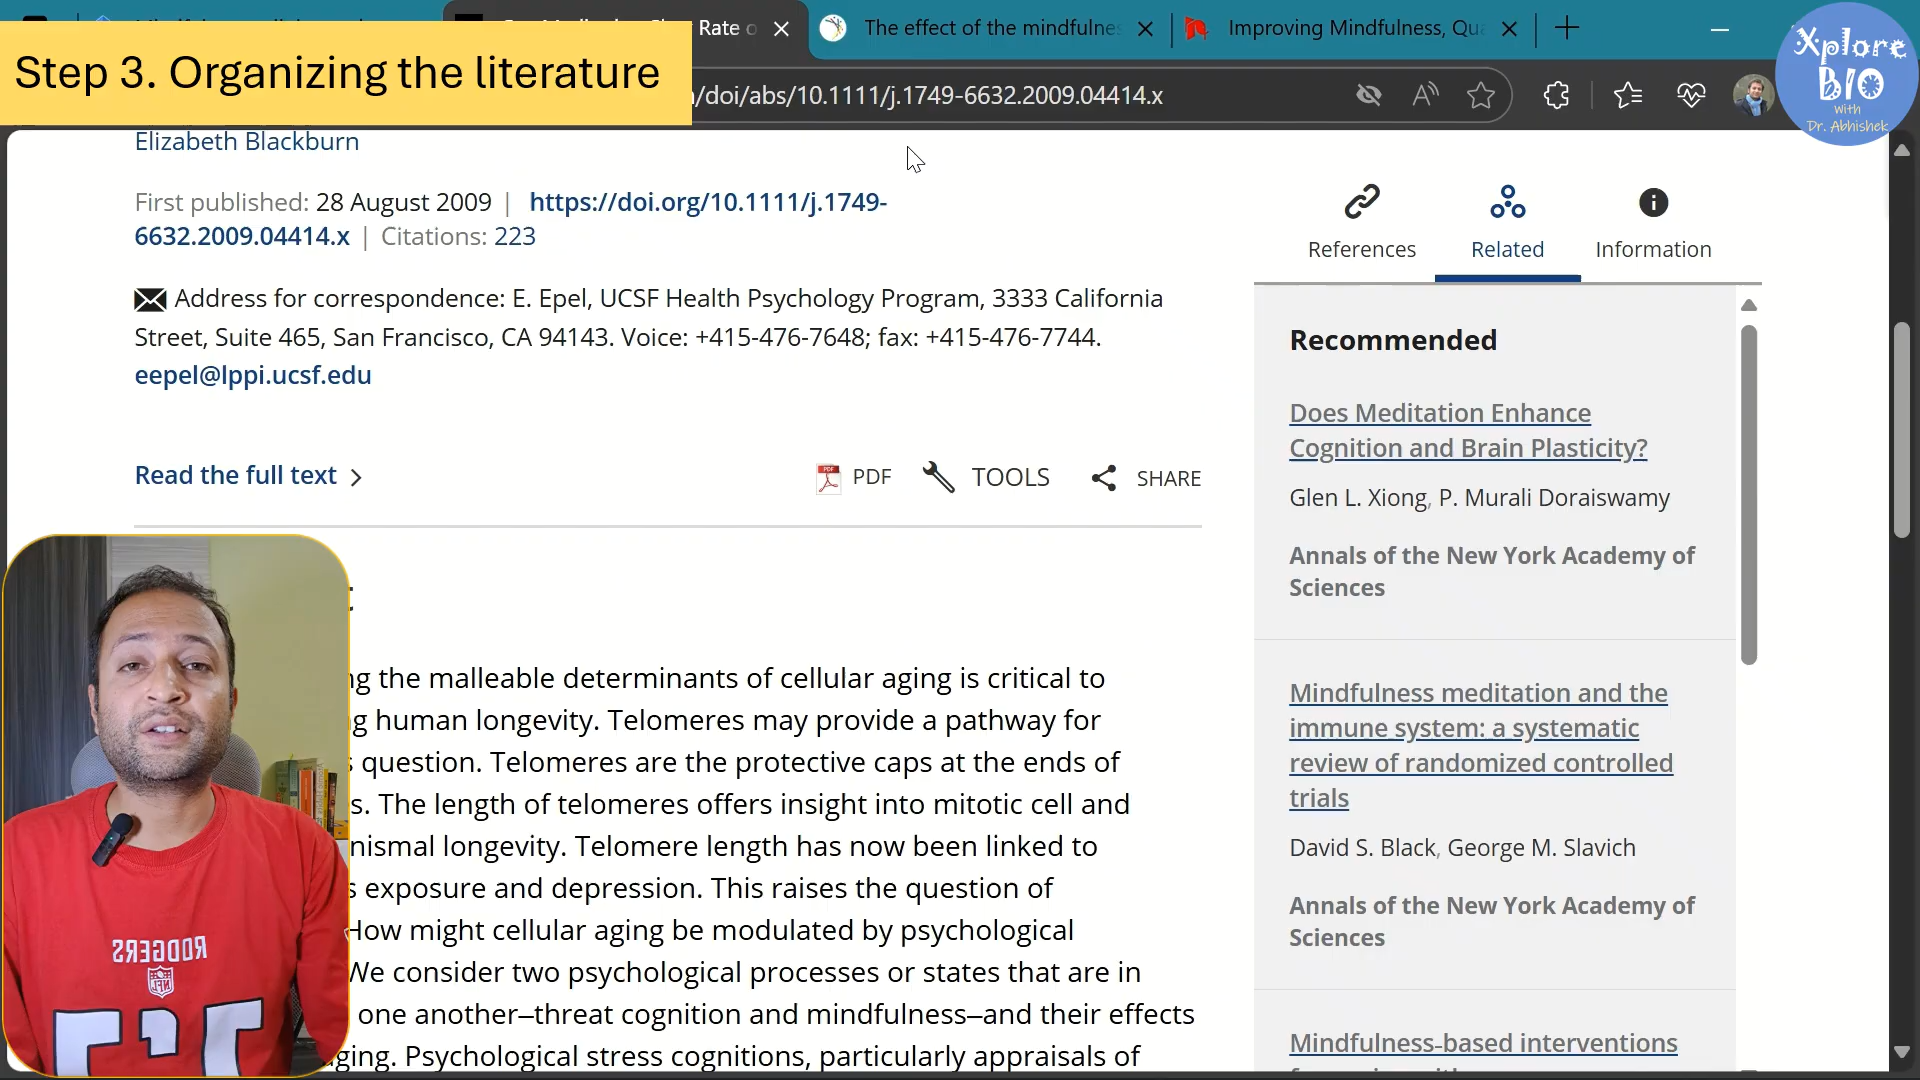 Rate o
The effect of the mindfulne
Improving Mindfulness, Qu
Step 3. Organizing the literature
/doi/abs/10.1111/j.1749-6632.2009.04414.x
Xplore
BIO
With
Dr. Abhishek
Elizabeth Blackburn
First published: 28 August 2009 | https://doi.org/10.1111/j.1749-
6632.2009.04414.x | Citations: 223
Address for correspondence: E. Epel, UCSF Health Psychology Program, 3333 California
Street, Suite 465, San Francisco, CA 94143. Voice: +415-476-7648; fax: +415-476-7744.
eepel@lppi.ucsf.edu
Read the full text
PDF
TOOLS
SHARE
References
Related
Information
Recommended
Does Meditation Enhance
Cognition and Brain Plasticity?
Glen L. Xiong, P. Murali Doraiswamy
Annals of the New York Academy of
Sciences
Mindfulness meditation and the
immune system: a systematic
review of randomized controlled
trials
David S. Black, George M. Slavich
Annals of the New York Academy of
Sciences
Mindfulness-based interventions
the malleable determinants of cellular aging is critical to
human longevity. Telomeres may provide a pathway for
question. Telomeres are the protective caps at the ends of
s. The length of telomeres offers insight into mitotic cell and
nismal longevity. Telomere length has now been linked to
s exposure and depression. This raises the question of
How might cellular aging be modulated by psychological
We consider two psychological processes or states that are in
one another–threat cognition and mindfulness–and their effects
ging. Psychological stress cognitions, particularly appraisals of
RODGERS
NFL